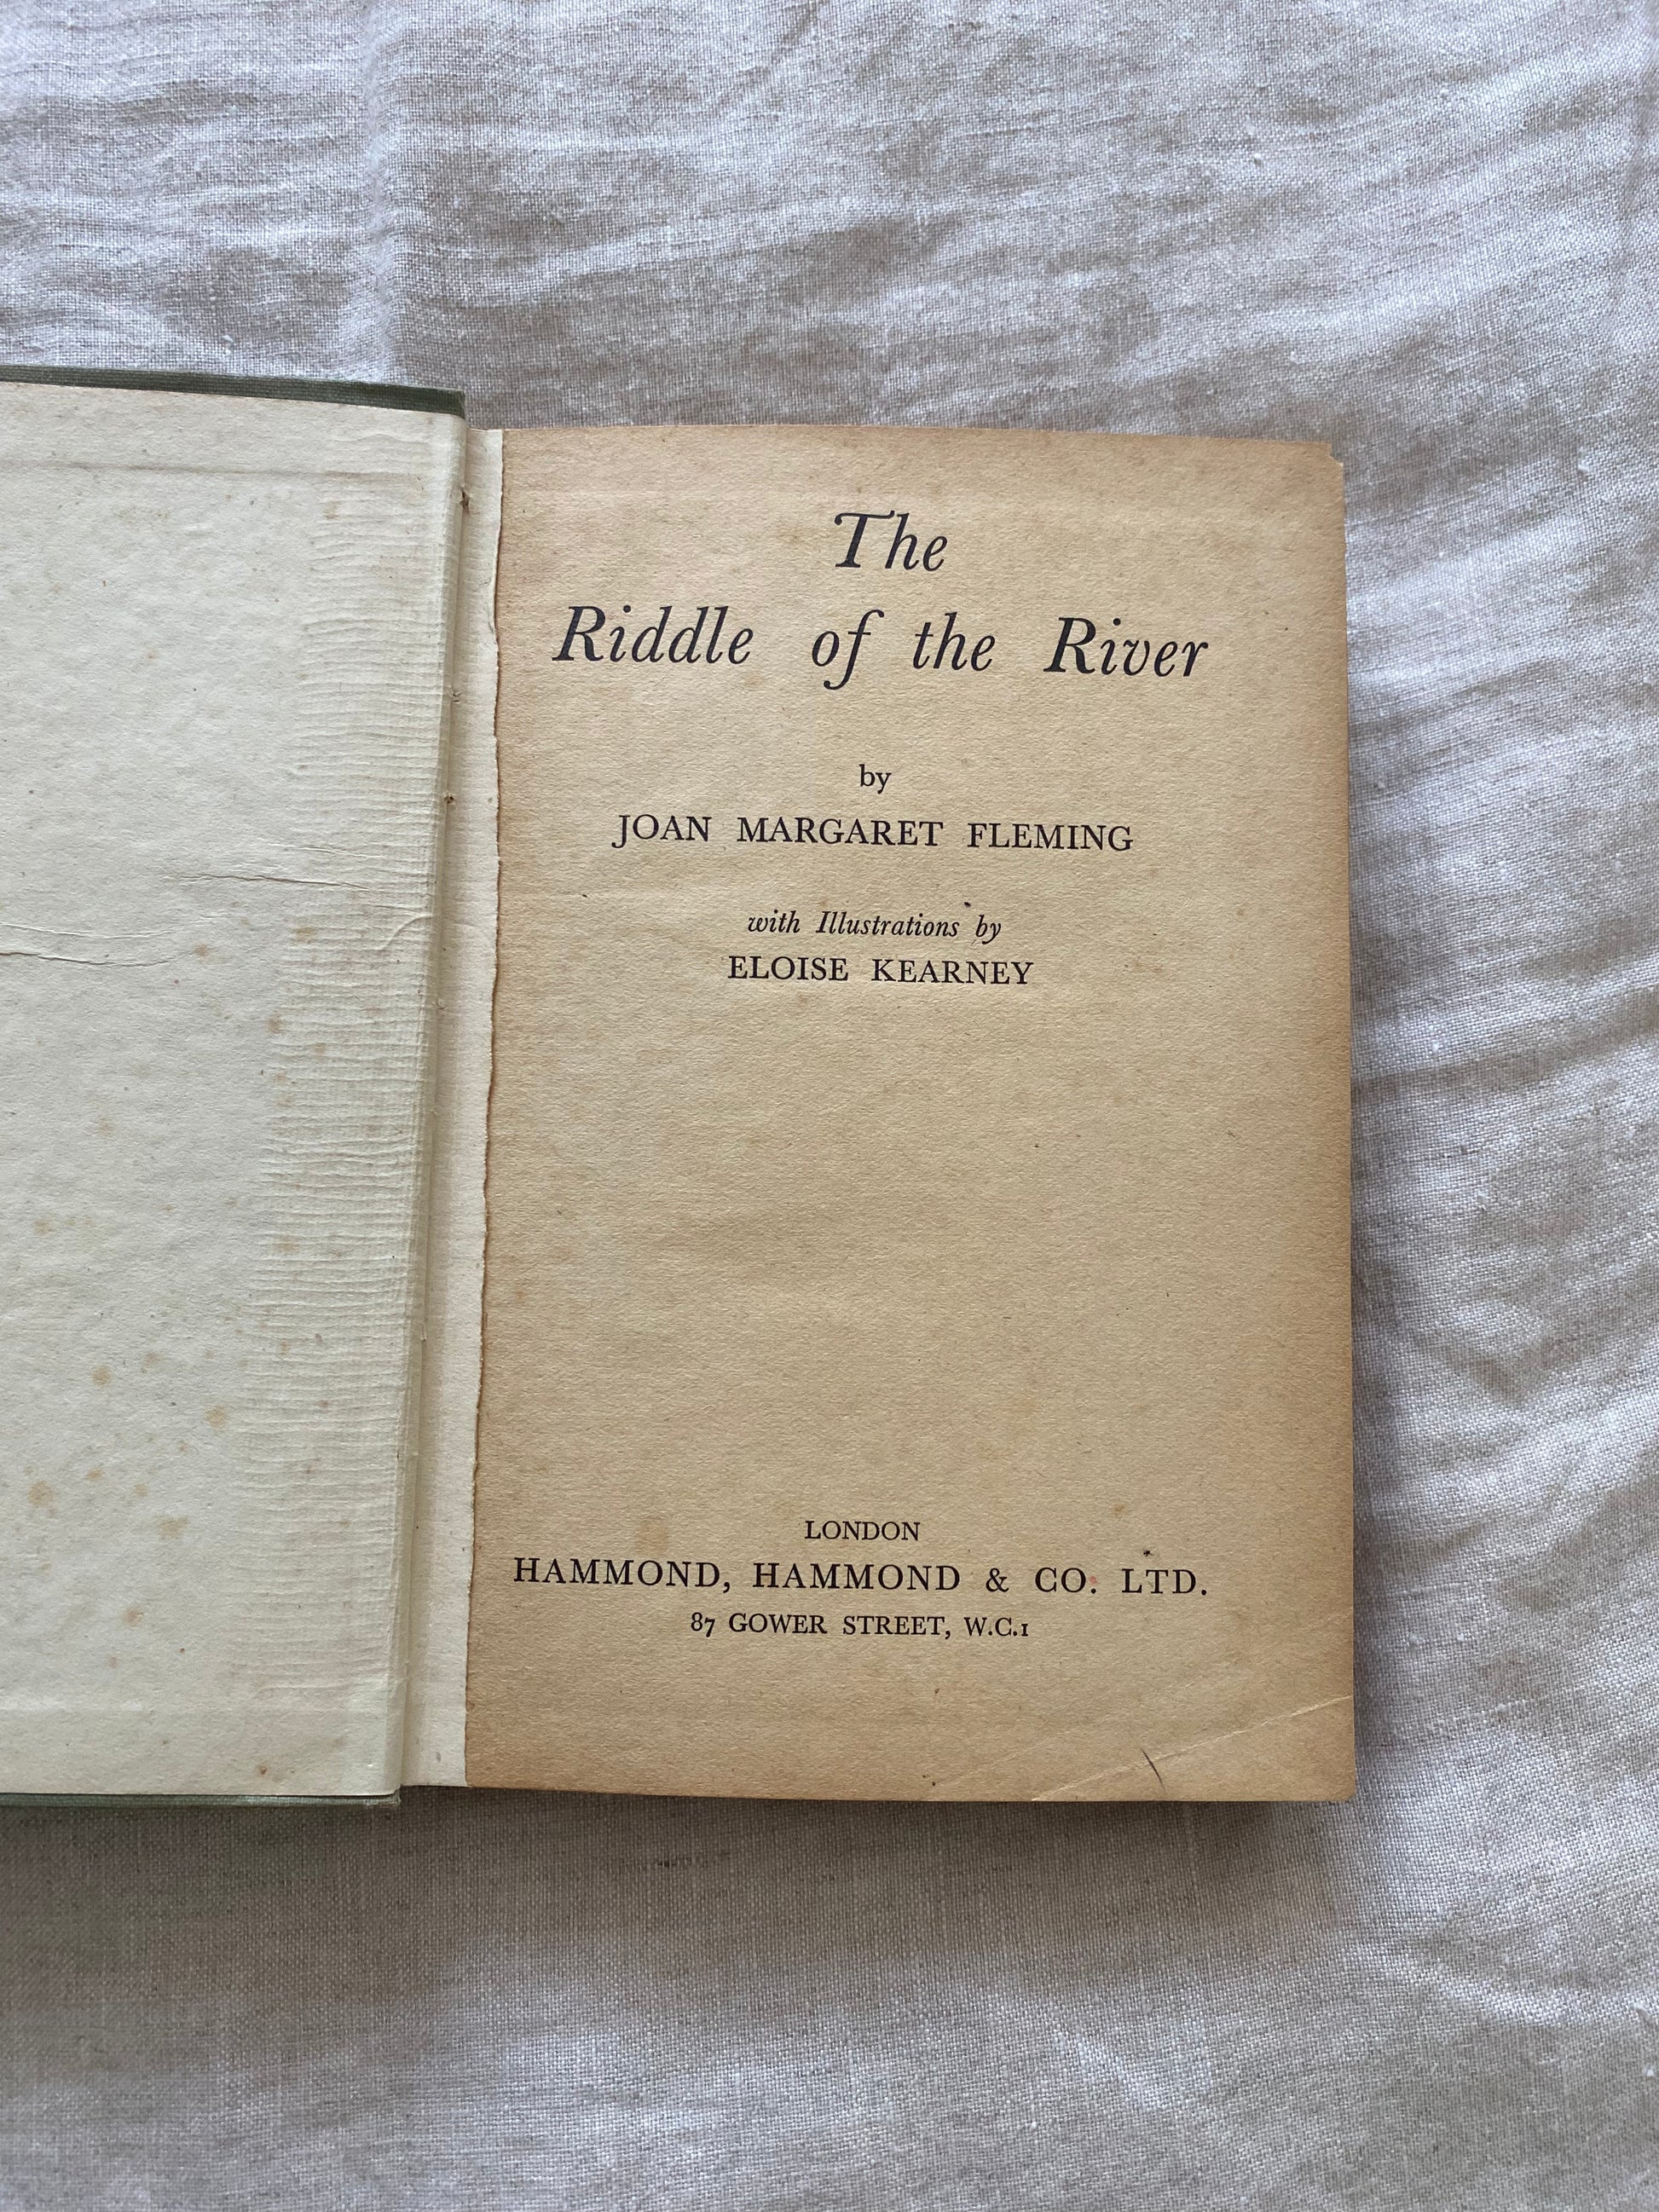 The
Riddle of the River
by
JOAN MARGARET FLEMING
with Illustrations by
ELOISE KEARNEY
LONDON
HAMMOND, HAMMOND & CO. LTD.
87 GOWER STREET, W.C.1